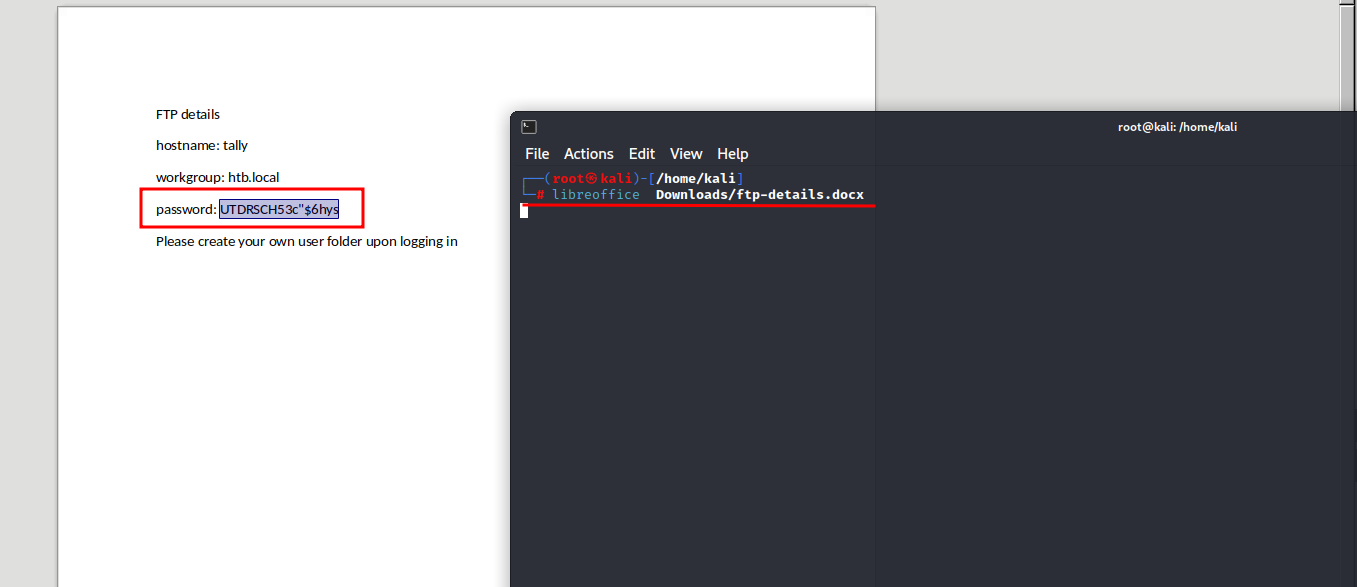 FTP details
hostname: tally
workgroup: htb.local
password: UTDRSCH53c"$6hys
Please create your own user folder upon logging in
root@kali: /home/kali
File Actions Edit View Help
┌──(root㉿kali)-[/home/kali]
└─# libreoffice Downloads/ftp-details.docx